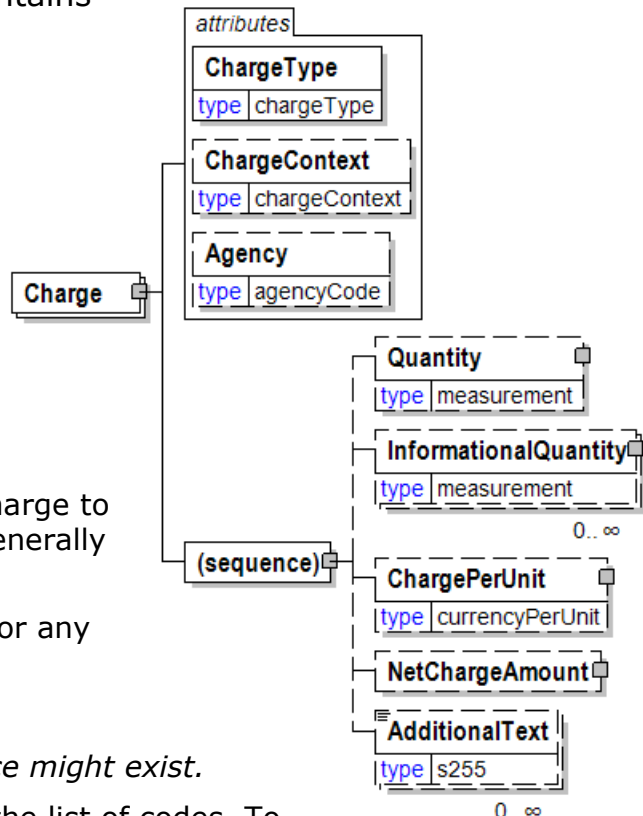 ntains
attributes
ChargeType
type chargeType
ChargeContext
type chargeContext
Agency
type agencyCode
Charge
Quantity
type measurement
InformationalQuantity
type measurement
0.. ∞
(sequence)
ChargePerUnit
type currencyPerUnit
NetChargeAmount
AdditionalText
type s255
0.. ∞
harge to
enerally
or any
e might exist.
the list of codes. To